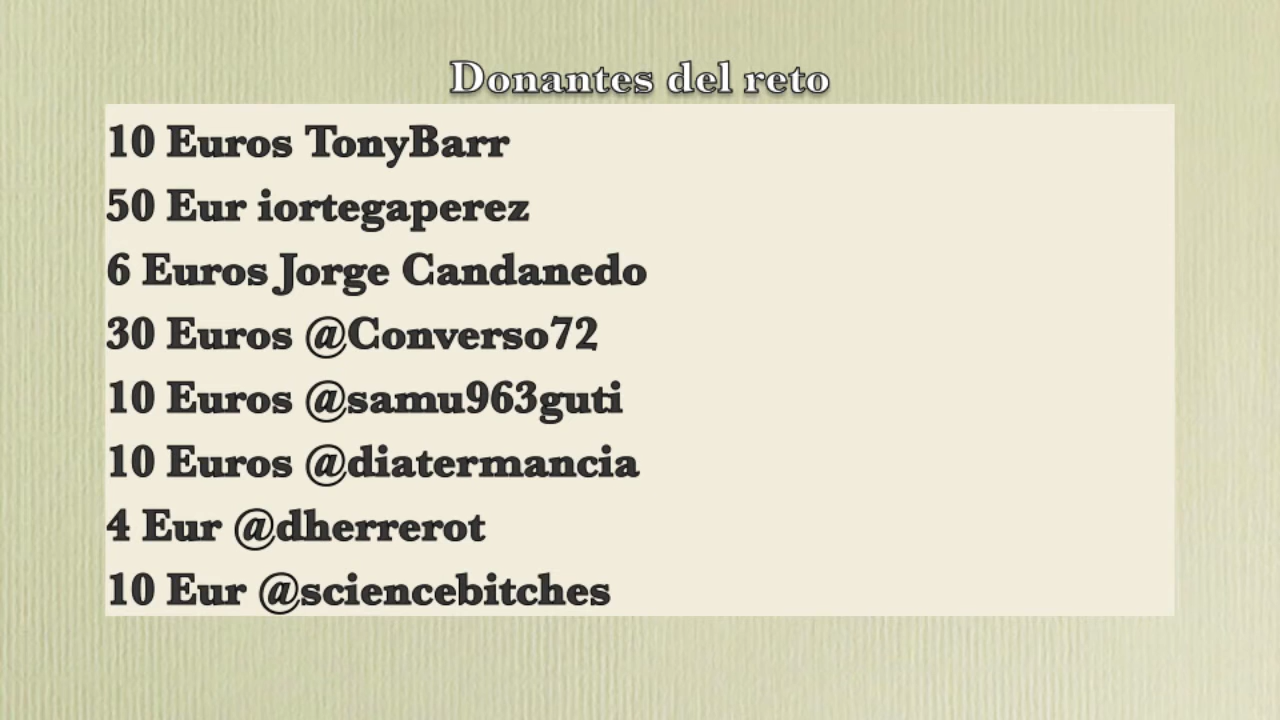 Donantes del reto
10 Euros TonyBarr
50 Eur iortegaperez
6 Euros Jorge Candanedo
30 Euros @Converso72
10 Euros @samu963guti
10 Euros @diatermancia
4 Eur @dherrerot
10 Eur @sciencebitches